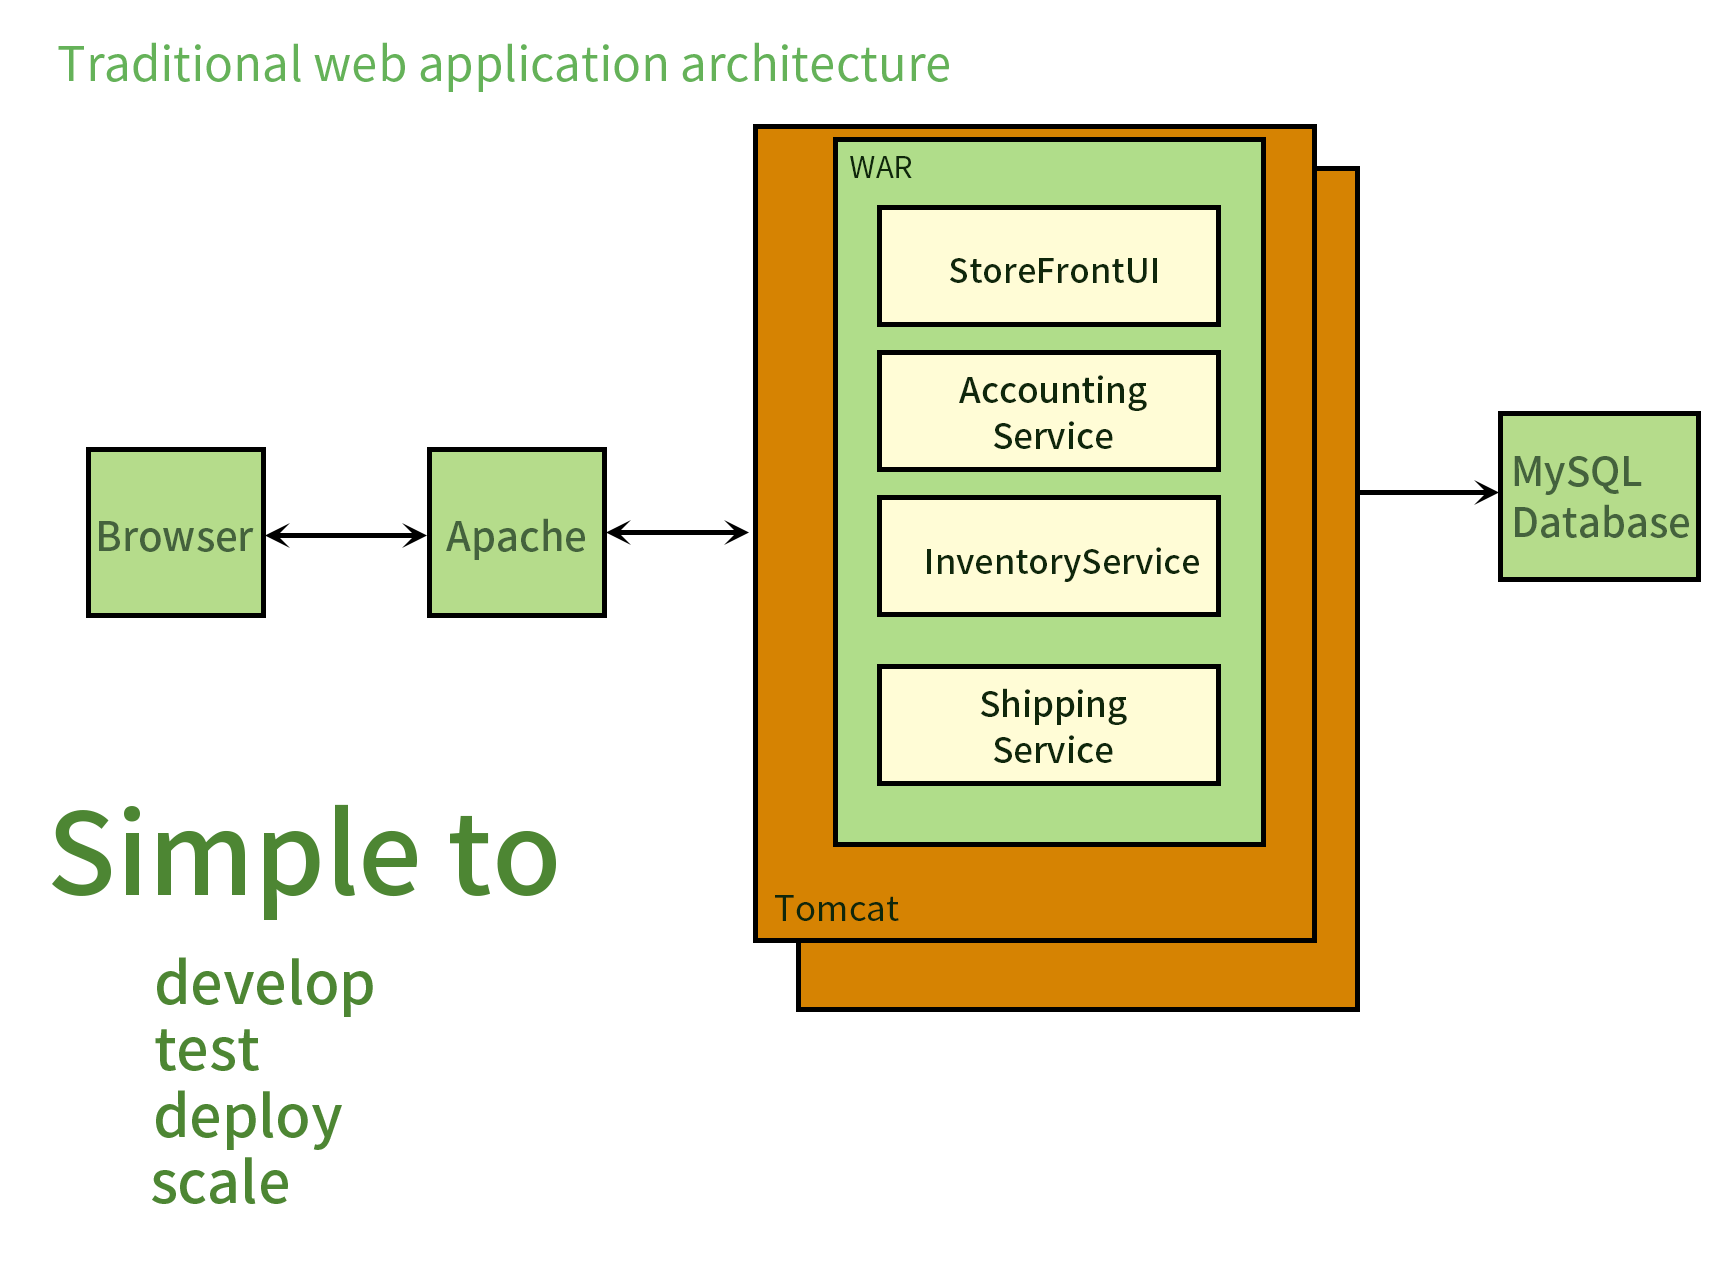 Traditional web application architecture
WAR
StoreFrontUI
Accounting
Service
InventoryService
Shipping
Service
Tomcat
Browser
Apache
MySQL
Database
Simple to
develop
test
deploy
scale